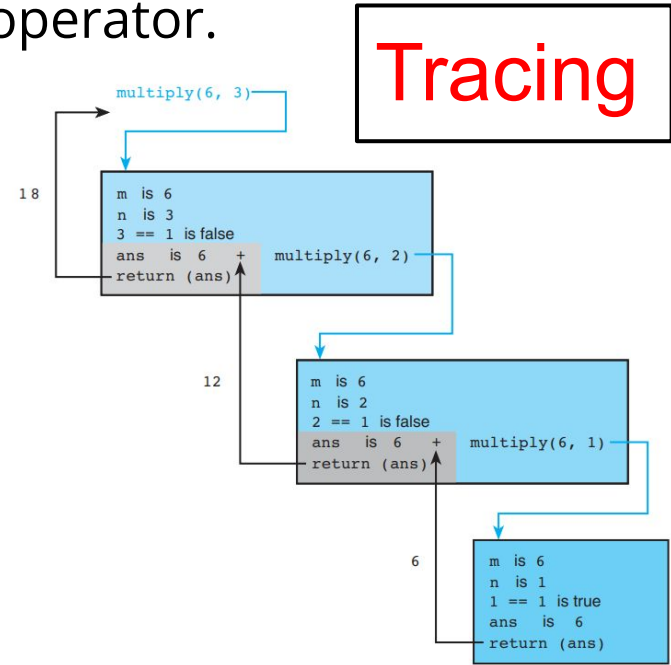 operator.
Tracing
multiply(6, 3)
18
m is 6
n is 3
3 == 1 is false
ans is 6 + multiply(6, 2)
return (ans)
12
m is 6
n is 2
2 == 1 is false
ans is 6 + multiply(6, 1)
return (ans)
6
m is 6
n is 1
1 == 1 is true
ans is 6
return (ans)